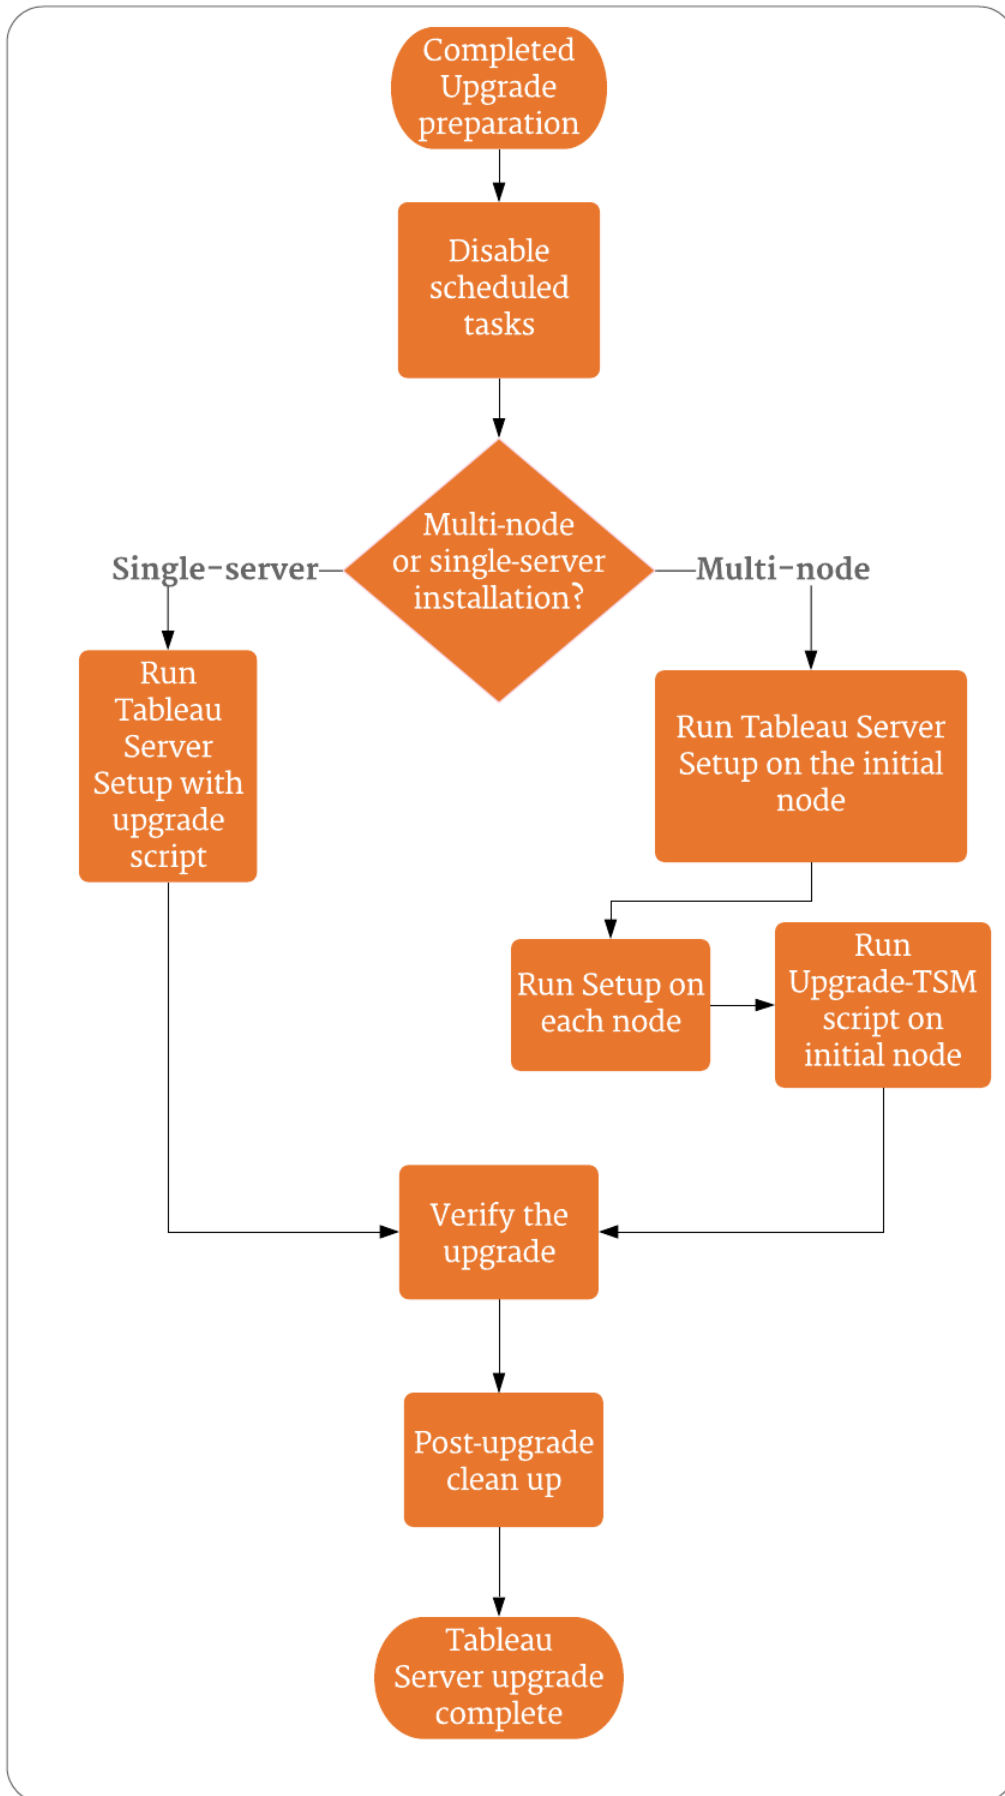 Completed
Upgrade
preparation
Disable
scheduled
tasks
Multi-node
or single-server
installation?
Single-server
Multi-node
Run
Tableau
Server
Setup with
upgrade
script
Run Tableau Server
Setup on the initial
node
Run Setup on
each node
Run
Upgrade-TSM
script on
initial node
Verify the
upgrade
Post-upgrade
clean up
Tableau
Server upgrade
complete